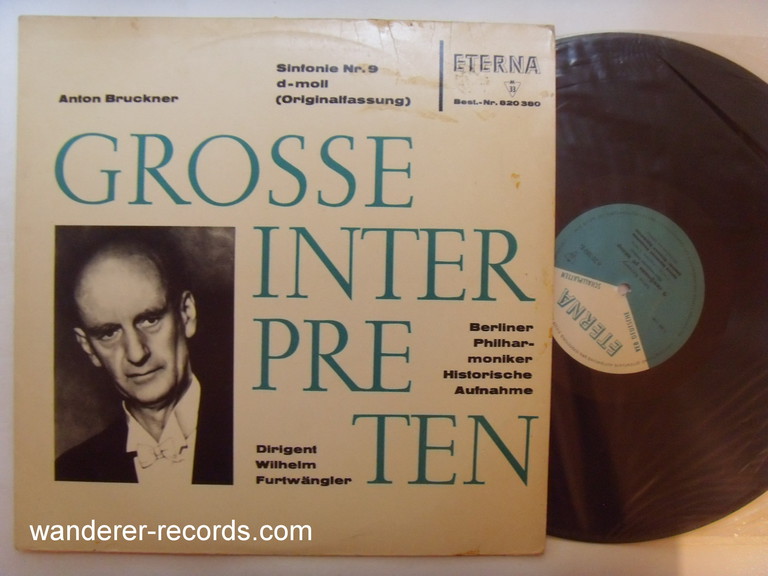 Anton Bruckner
Sinfonie Nr. 9
d-moll
(Originalfassung)
ETERNA
Best.-Nr. 820 380
GROSSE
INTER
PRE
TEN
Berliner
Philhar-
moniker
Historische
Aufnahme
Dirigent
Wilhelm
Furtwängler
ETERNA
wanderer-records.com